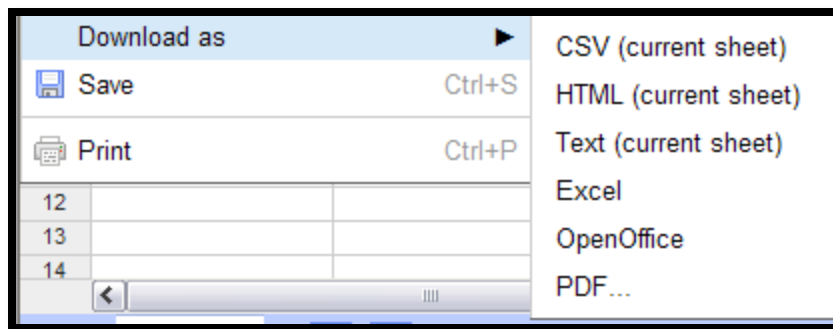 Download as
Save Ctrl+S
Print Ctrl+P
12
13
14
CSV (current sheet)
HTML (current sheet)
Text (current sheet)
Excel
OpenOffice
PDF...